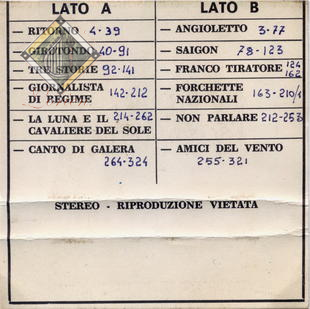 LATO A
- RITORNO 4-39
- GIROTONDO 40-91
- TRE STORIE 92-141
- GIORNALISTA
DI REGIME 142-212
- LA LUNA E IL 214-262
CAVALIERE DEL SOLE
- CANTO DI GALERA
264-324
LATO B
- ANGIOLETTO 3-77
- SAIGON 78-123
- FRANCO TIRATORE 124
162
- FORCHETTE
NAZIONALI 163-210/1
- NON PARLARE 212-253
- AMICI DEL VENTO
255-321
STEREO - RIPRODUZIONE VIETATA